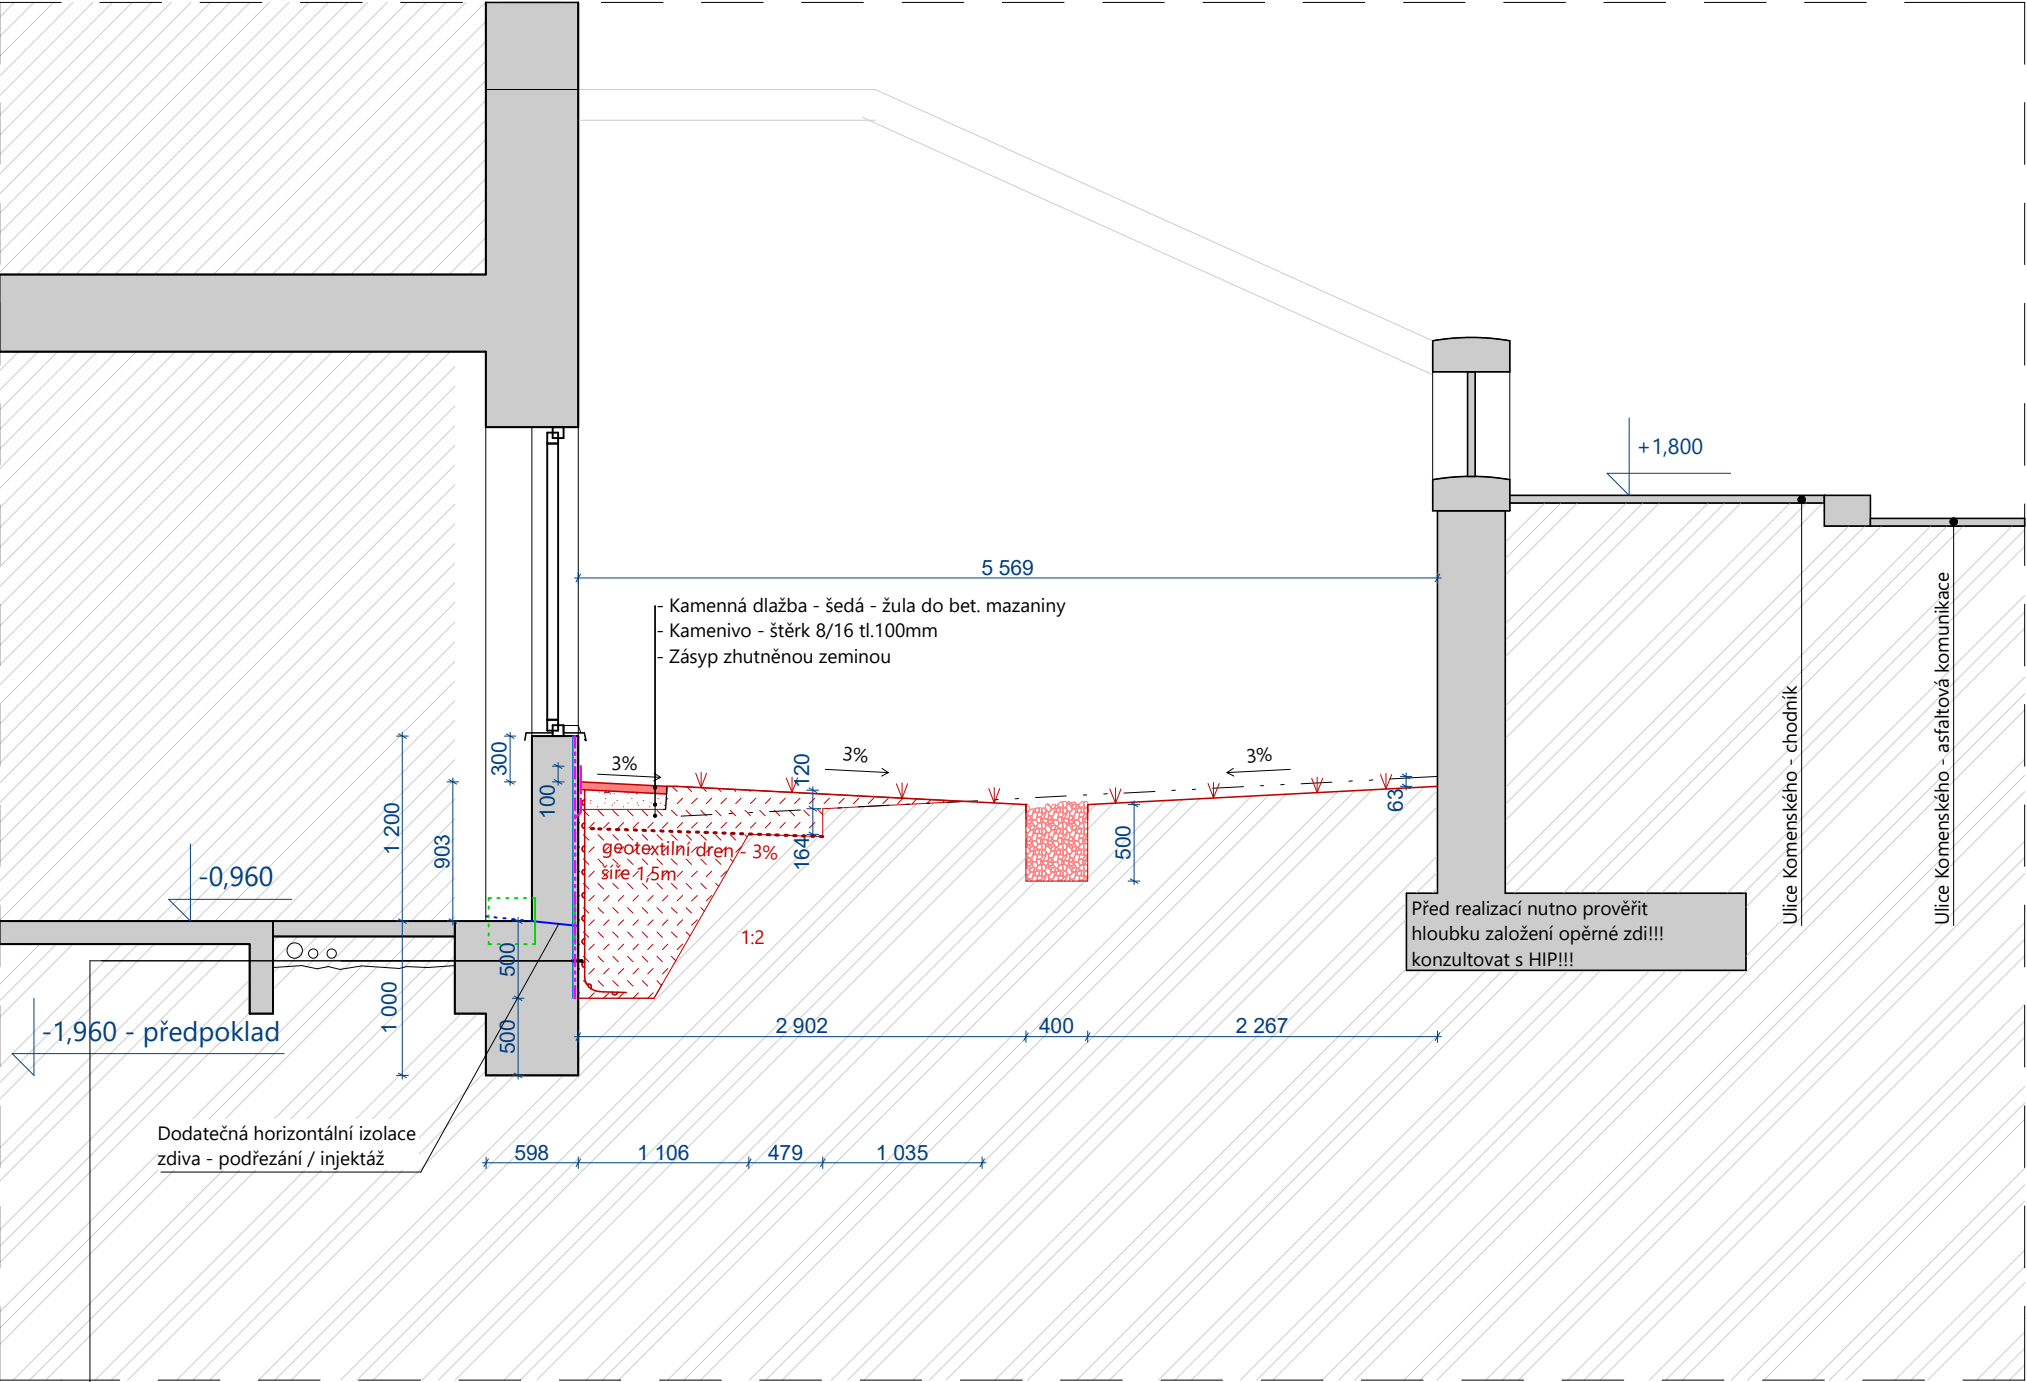 +1,800
5 569
- Kamenná dlažba - šedá - žula do bet. mazaniny
- Kamenivo - štěrk 8/16 tl.100mm
- Zásyp zhutněnou zeminou
Ulice Komenského - chodník
Ulice Komenského - asfaltová komunikace
300
100
3%
3%
120
3%
63
1 200
903
164
500
geotextilní dren - 3%
šíře 1,5m
-0,960
1:2
Před realizací nutno prověřit
hloubku založení opěrné zdi!!!
konzultovat s HIP!!!
500
1 000
500
-1,960 - předpoklad
2 902
400
2 267
Dodatečná horizontální izolace
zdiva - podřezání / injektáž
598
1 106
479
1 035